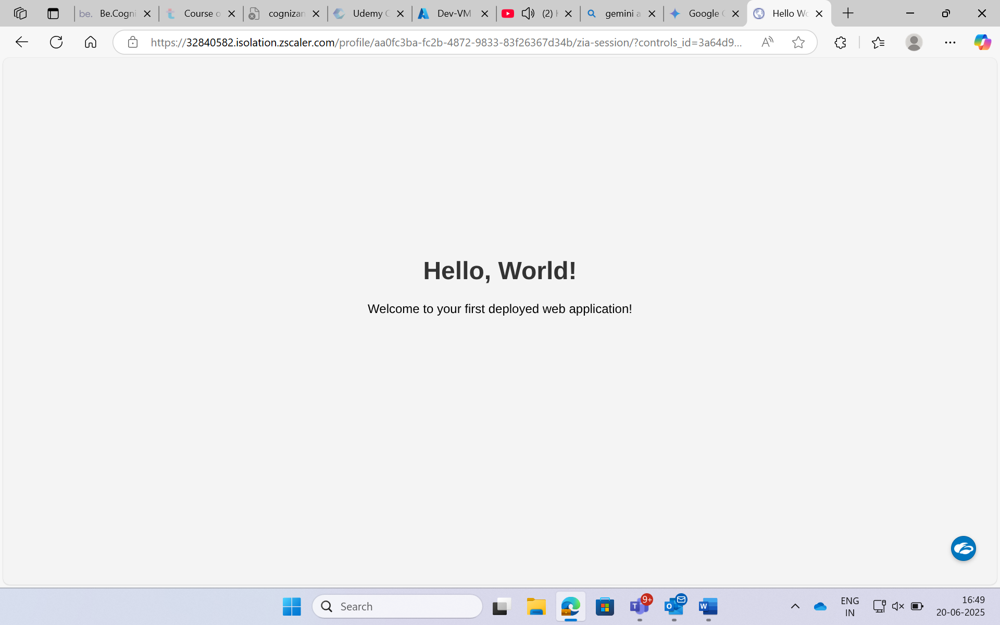 be. Be.Cogni
Course o
cognizan
Udemy C
Dev-VM
(2)
gemini a
Google
Hello Wo
https://32840582.isolation.zscaler.com/profile/aa0fc3ba-fc2b-4872-9833-83f26367d34b/zia-session/?controls_id=3a64d9...
Hello, World!
Welcome to your first deployed web application!
Search
9+
ENG
IN
16:49
20-06-2025